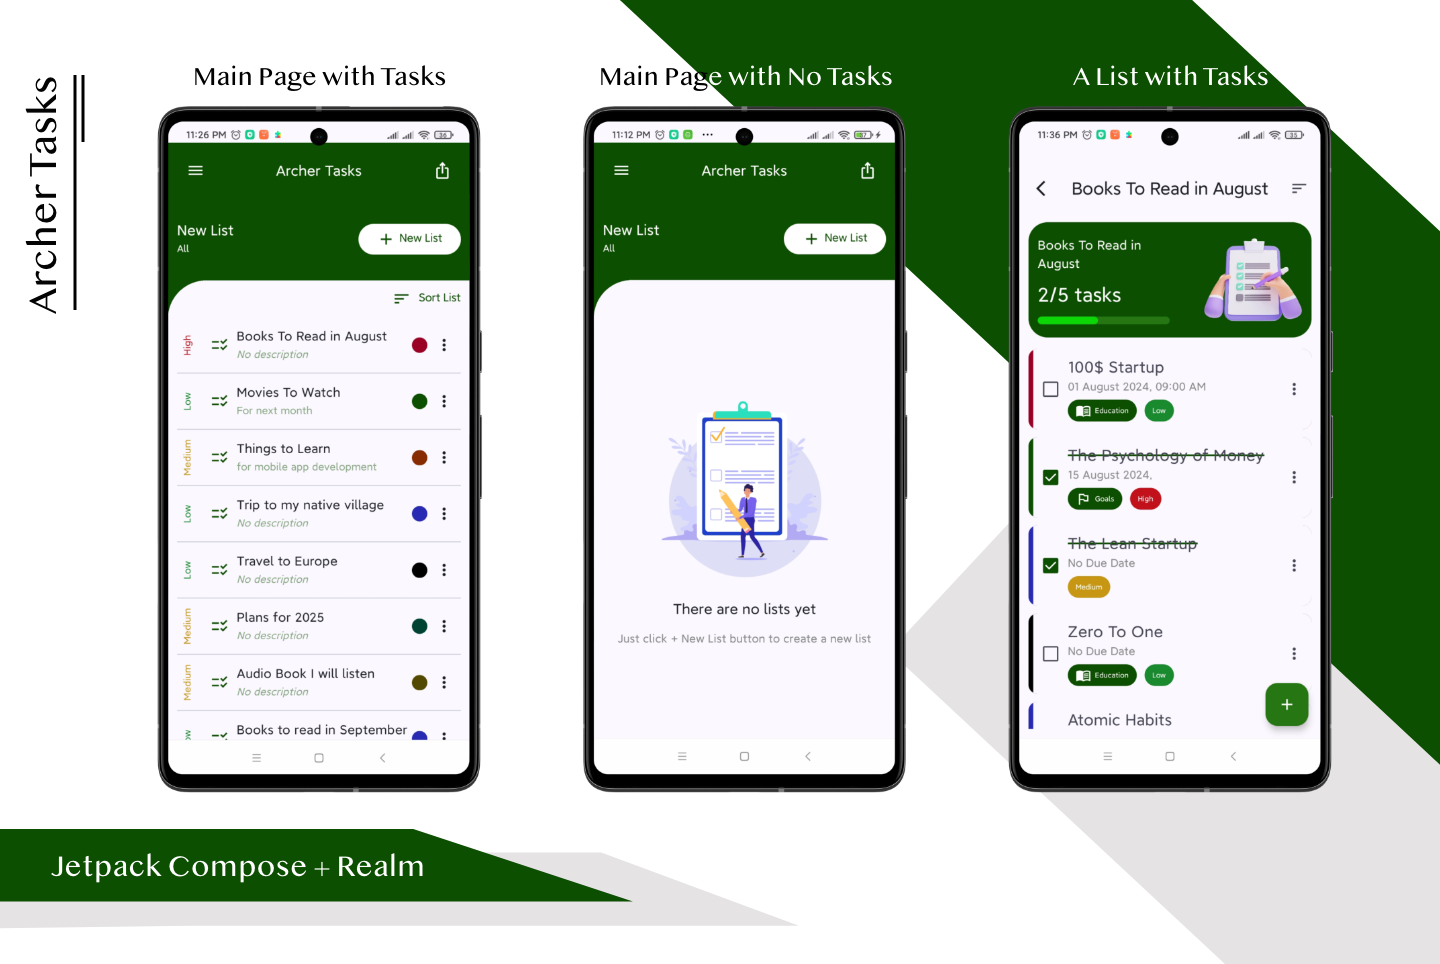 Archer Tasks
Main Page with Tasks
11:26 PM
36
Archer Tasks
New List
All
+ New List
Sort List
High
Books To Read in August
No description
Low
Movies To Watch
For next month
Medium
Things to Learn
for mobile app development
Low
Trip to my native village
No description
Low
Travel to Europe
No description
Medium
Plans for 2025
No description
Medium
Audio Book I will listen
No description
Books to read in September
Main Page with No Tasks
11:12 PM
Archer Tasks
New List
All
+ New List
There are no lists yet
Just click + New List button to create a new list
A List with Tasks
11:36 PM
35
Books To Read in August
Books To Read in
August
2/5 tasks
100$ Startup
01 August 2024, 09:00 AM
Education Low
The Psychology of Money
15 August 2024,
Goals High
The Lean Startup
No Due Date
Medium
Zero To One
No Due Date
Education Low
Atomic Habits
+
Jetpack Compose + Realm